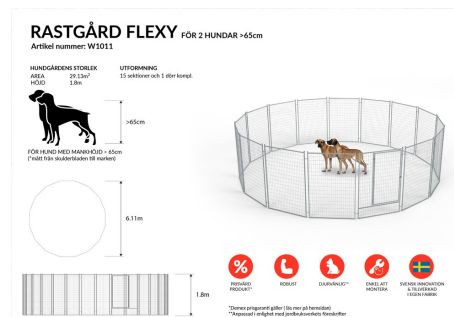 RASTGÅRD FLEXY FÖR 2 HUNDAR >65cm
Artikel nummer: W1011
HUNDGÅRDENS STORLEK
AREA 29.13m²
HÖJD 1.8m
UTFORMNING
15 sektioner och 1 dörr kompl.
>65cm
FÖR HUND MED MANKHÖJD > 65cm
(*mått från skulderbladen till marken)
6.11m
1.8m
PRISVÄRD
PRODUKT*
ROBUST
DJURVÄNLIG**
ENKEL ATT
MONTERA
SVENSK INNOVATION
& TILLVERKAD
I EGEN FABRIK
*Demex prisgaranti gäller ( läs mer på hemsidan)
**Anpassad i enlighet med jordbruksverkets föreskrifter